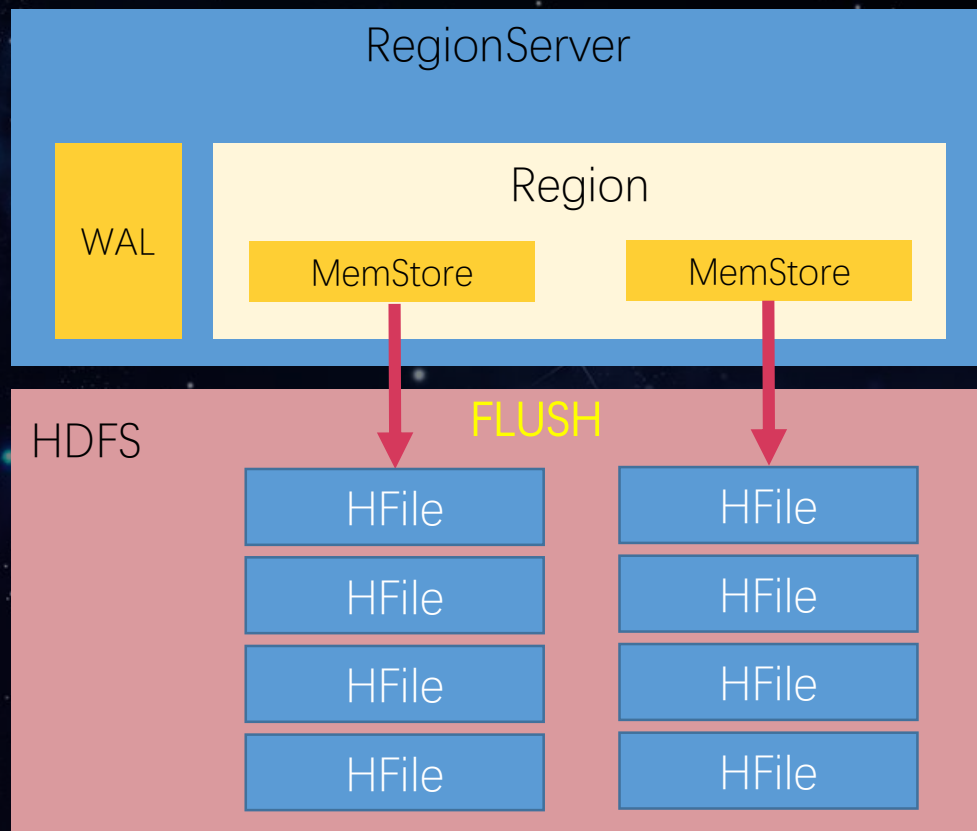 RegionServer
WAL
Region
MemStore
MemStore
HDFS
FLUSH
HFile
HFile
HFile
HFile
HFile
HFile
HFile
HFile